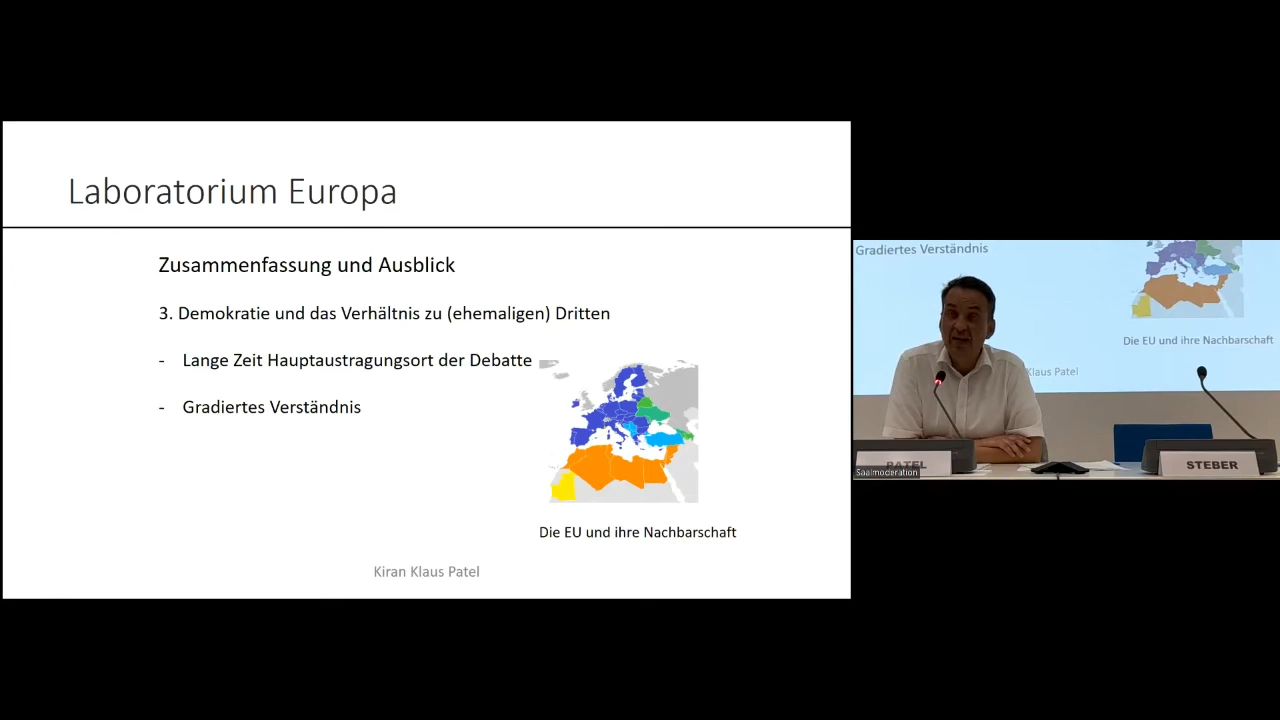 Laboratorium Europa
Zusammenfassung und Ausblick
3. Demokratie und das Verhältnis zu (ehemaligen) Dritten
- Lange Zeit Hauptaustragungsort der Debatte
- Gradiertes Verständnis
Die EU und ihre Nachbarschaft
Kiran Klaus Patel
Gradiertes Verständnis
Die EU und ihre Nachbarschaft
Klaus Patel
PATEL
STEBER
Saalmoderation